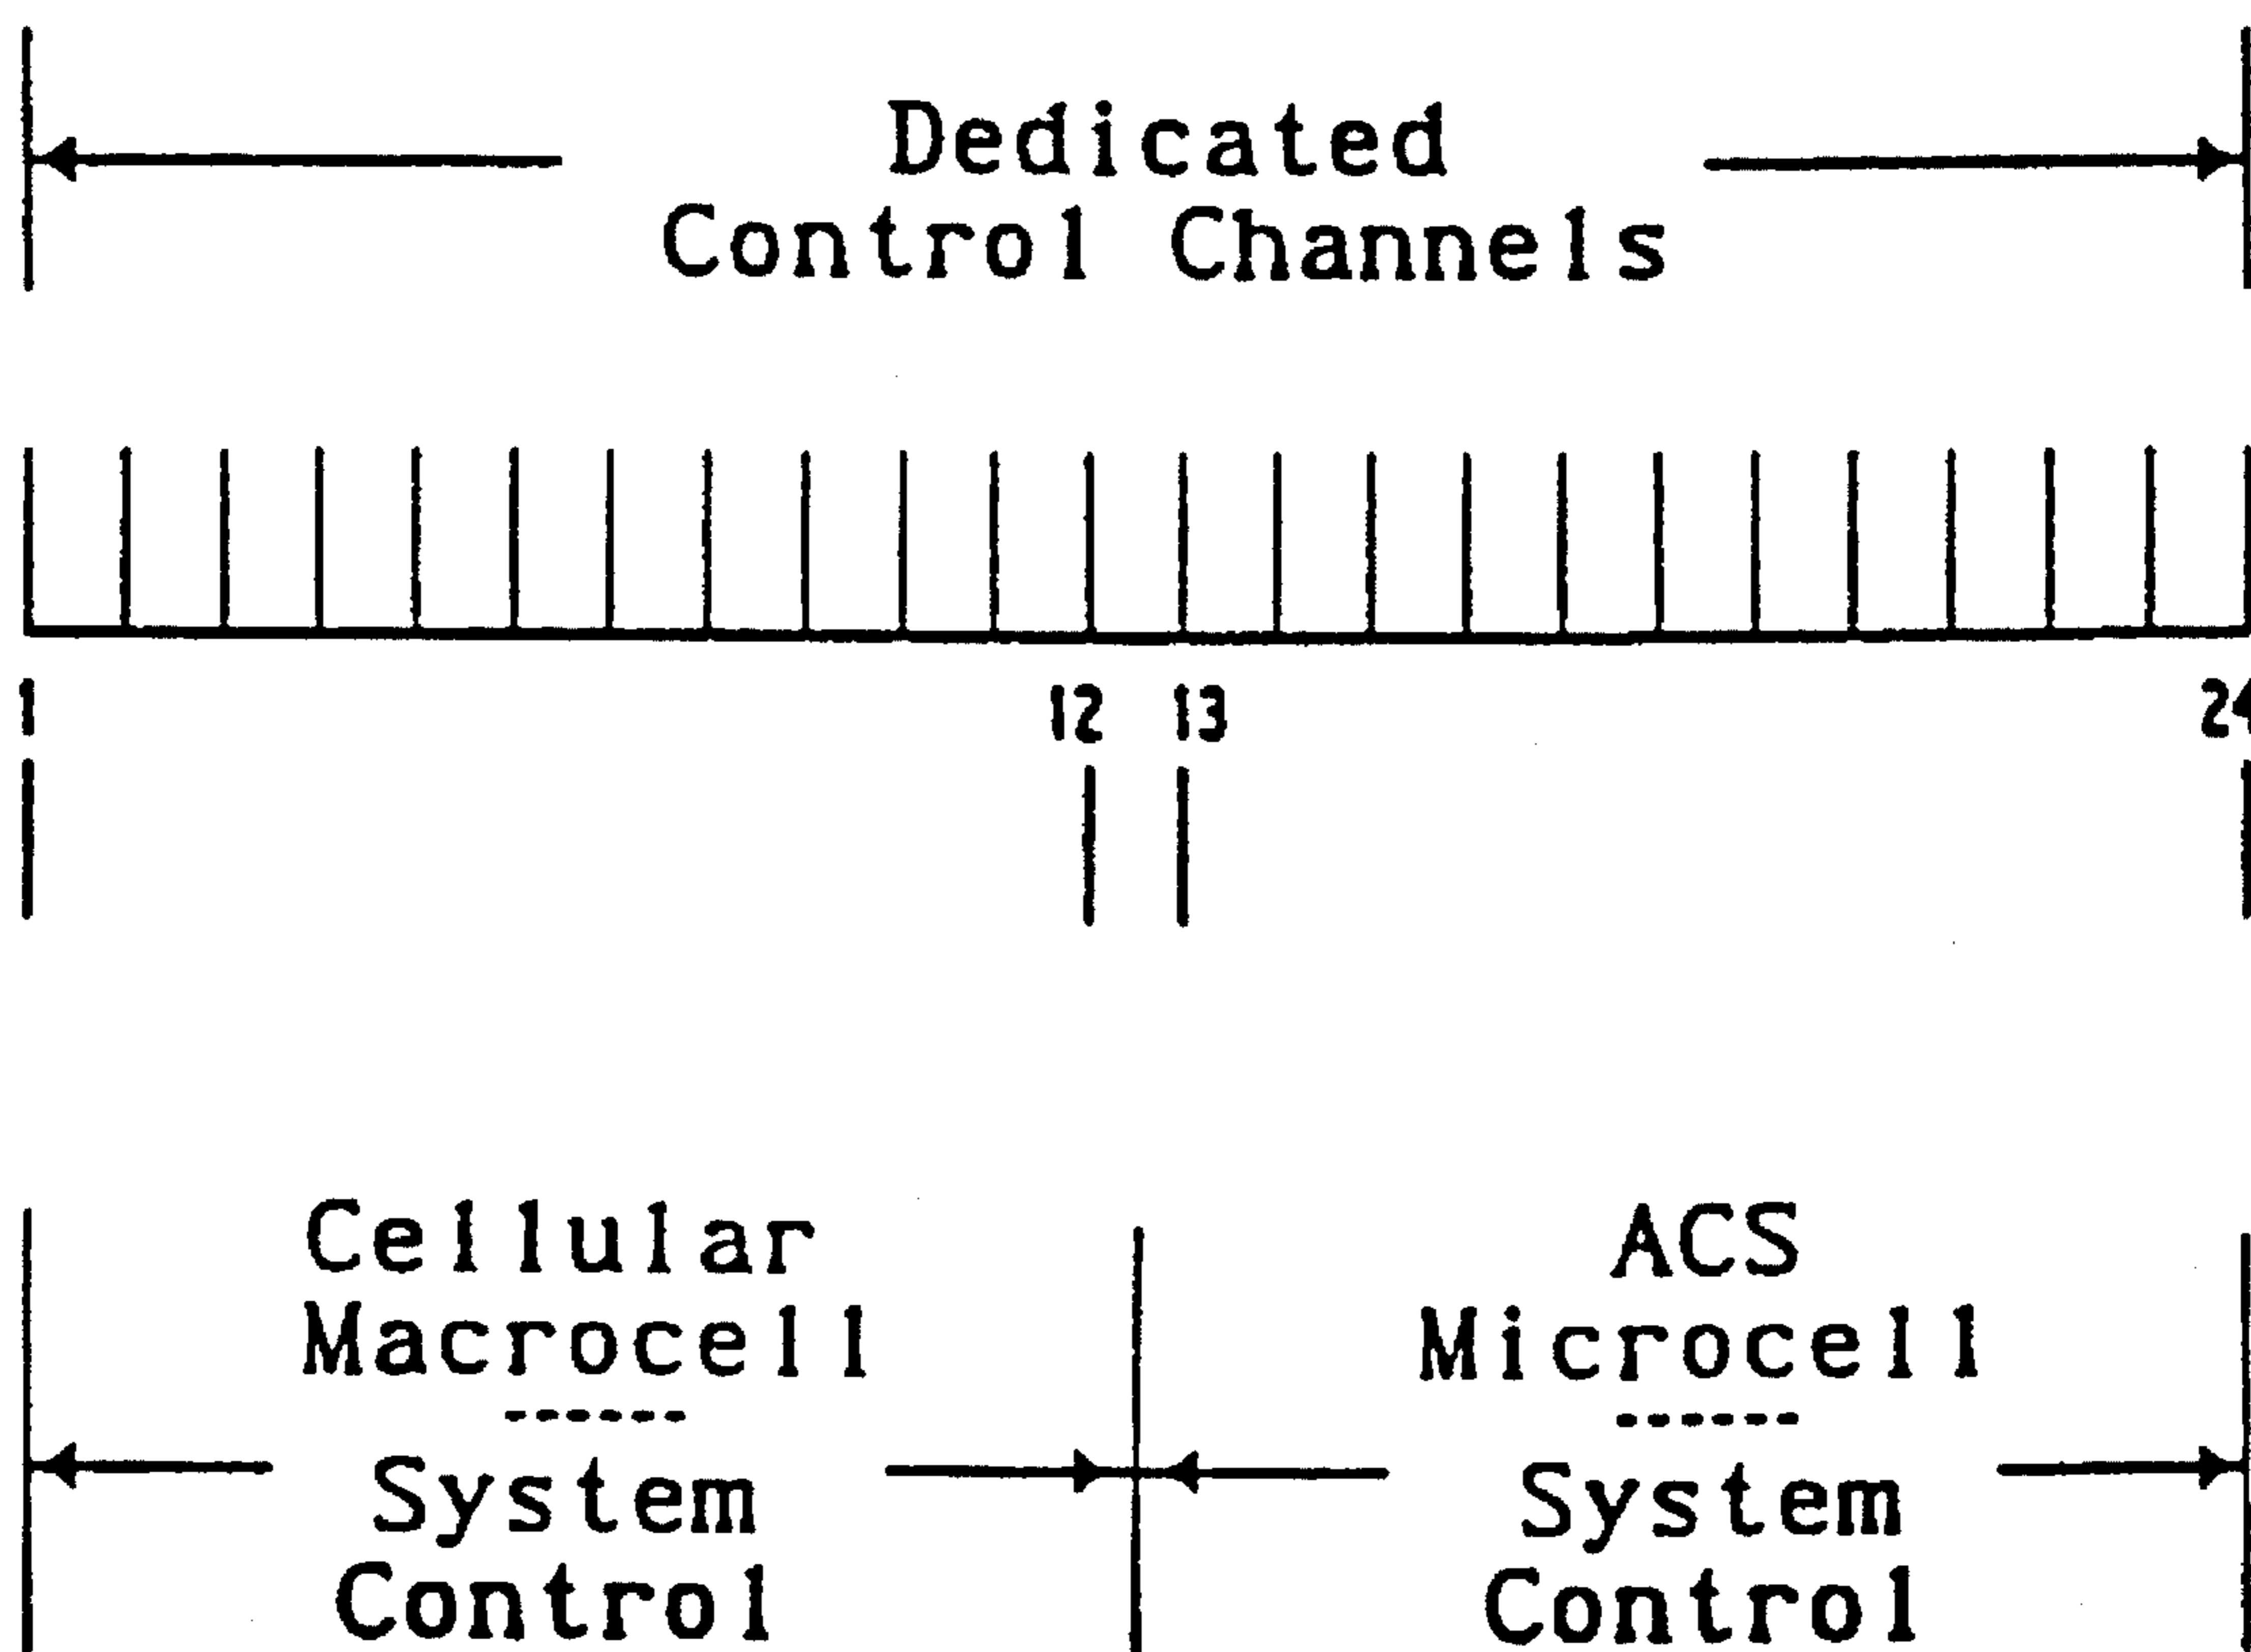 Dedicated
Control Channels
1 12 13 24
Cellular
Macrocell
------
System
Control
ACS
Microcell
------
System
Control